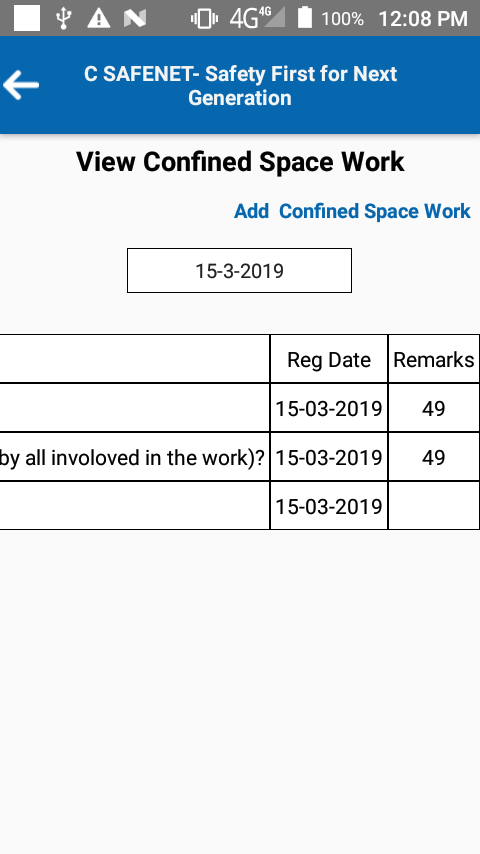 4G 4G 100% 12:08 PM
C SAFENET- Safety First for Next
Generation
View Confined Space Work
Add Confined Space Work
15-3-2019
Reg Date Remarks
15-03-2019 49
by all involoved in the work)? 15-03-2019 49
15-03-2019